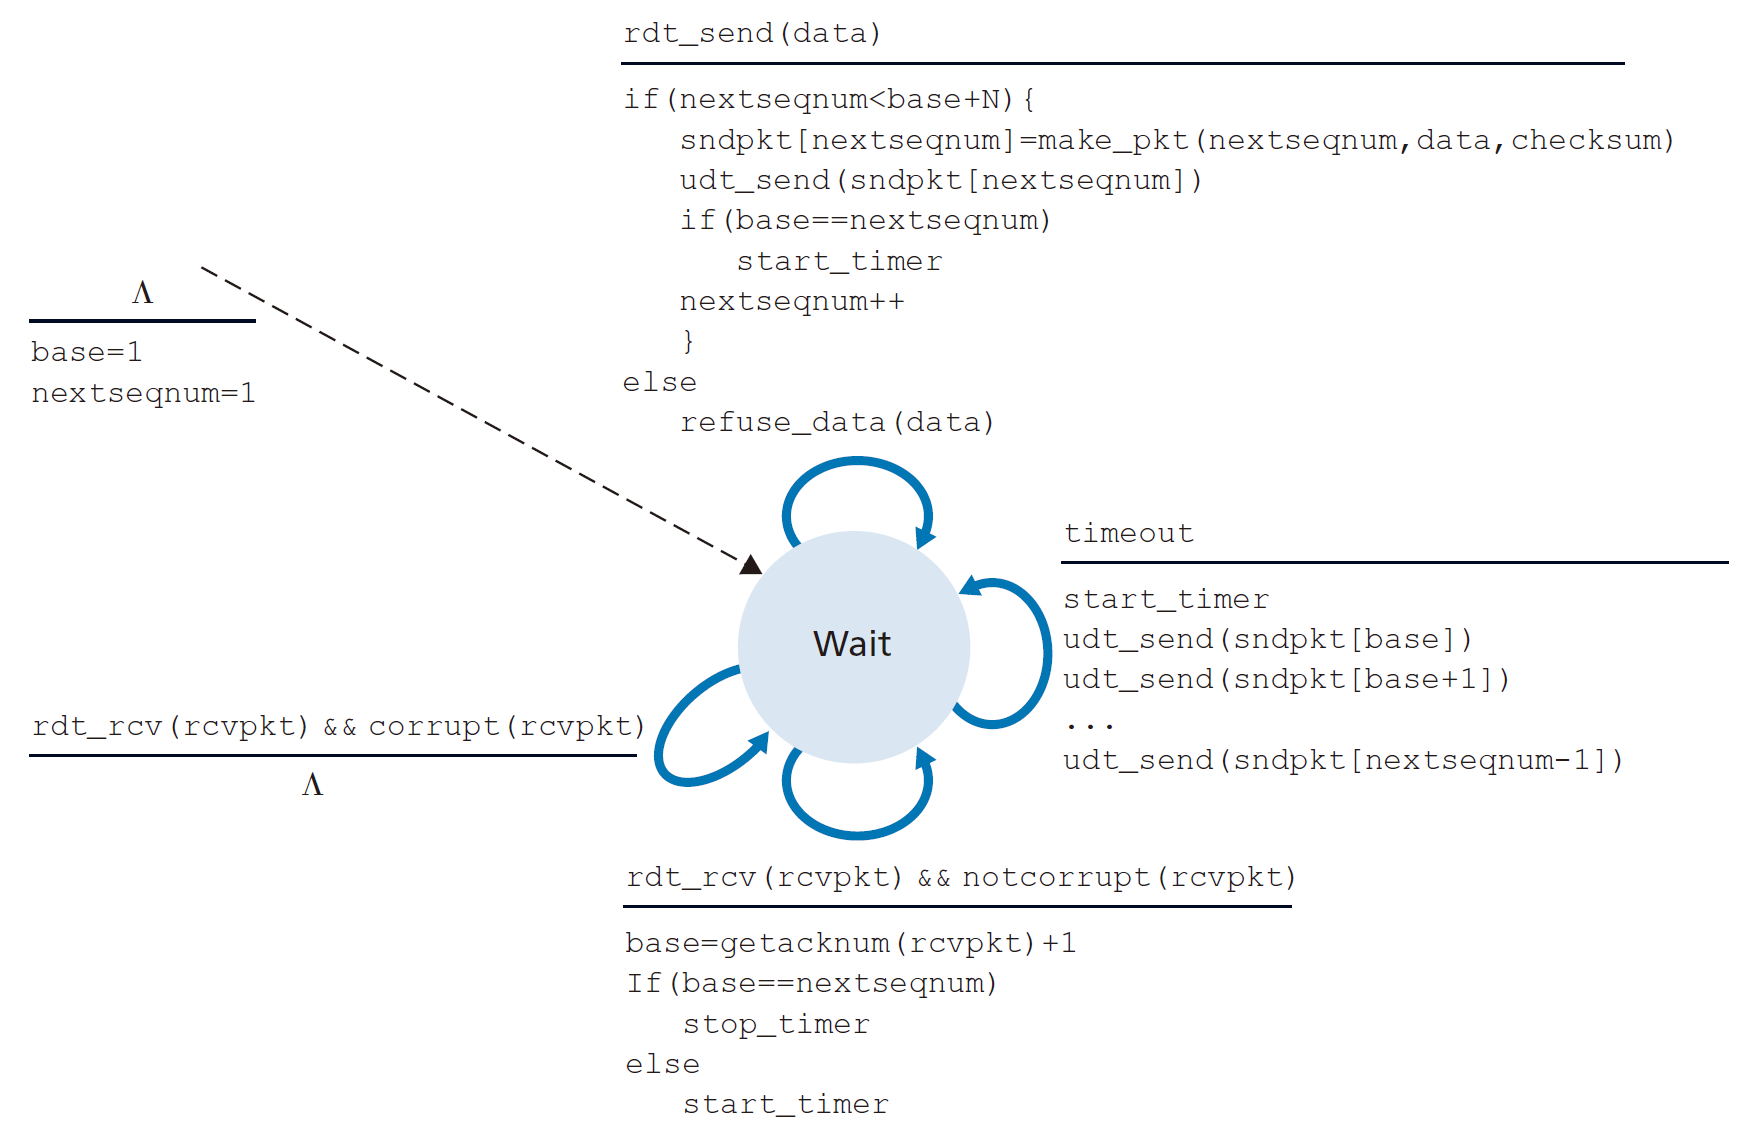 rdt_send(data)
if(nextseqnum<base+N){
   sndpkt[nextseqnum]=make_pkt(nextseqnum,data,checksum)
   udt_send(sndpkt[nextseqnum])
   if(base==nextseqnum)
      start_timer
   nextseqnum++
   }
else
   refuse_data(data)
Λ
base=1
nextseqnum=1
timeout
start_timer
udt_send(sndpkt[base])
udt_send(sndpkt[base+1])
...
udt_send(sndpkt[nextseqnum-1])
Wait
rdt_rcv(rcvpkt) && corrupt(rcvpkt)
Λ
rdt_rcv(rcvpkt) && notcorrupt(rcvpkt)
base=getacknum(rcvpkt)+1
If(base==nextseqnum)
   stop_timer
else
   start_timer